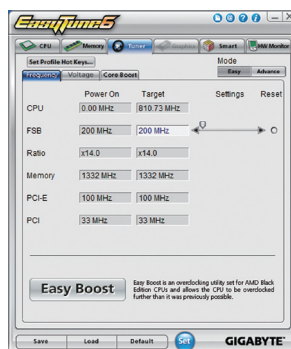 EasyTune6
CPU Memory Tuner Graphics Smart HW Monitor
Set Profile Hot Keys...
Mode
Frequency Voltage Core Boost
Easy Advance
Power On Target Settings Reset
CPU 0.00 MHz 810.73 MHz
FSB 200 MHz 200 MHz
Ratio x14.0 x14.0
Memory 1332 MHz 1332 MHz
PCI-E 100 MHz 100 MHz
PCI 33 MHz 33 MHz
Easy Boost
Easy Boost is an overclocking utility set for AMD Black
Edition CPUs and allows the CPU to be overclocked
further than it was previously possible.
Save Load Default Set GIGABYTE